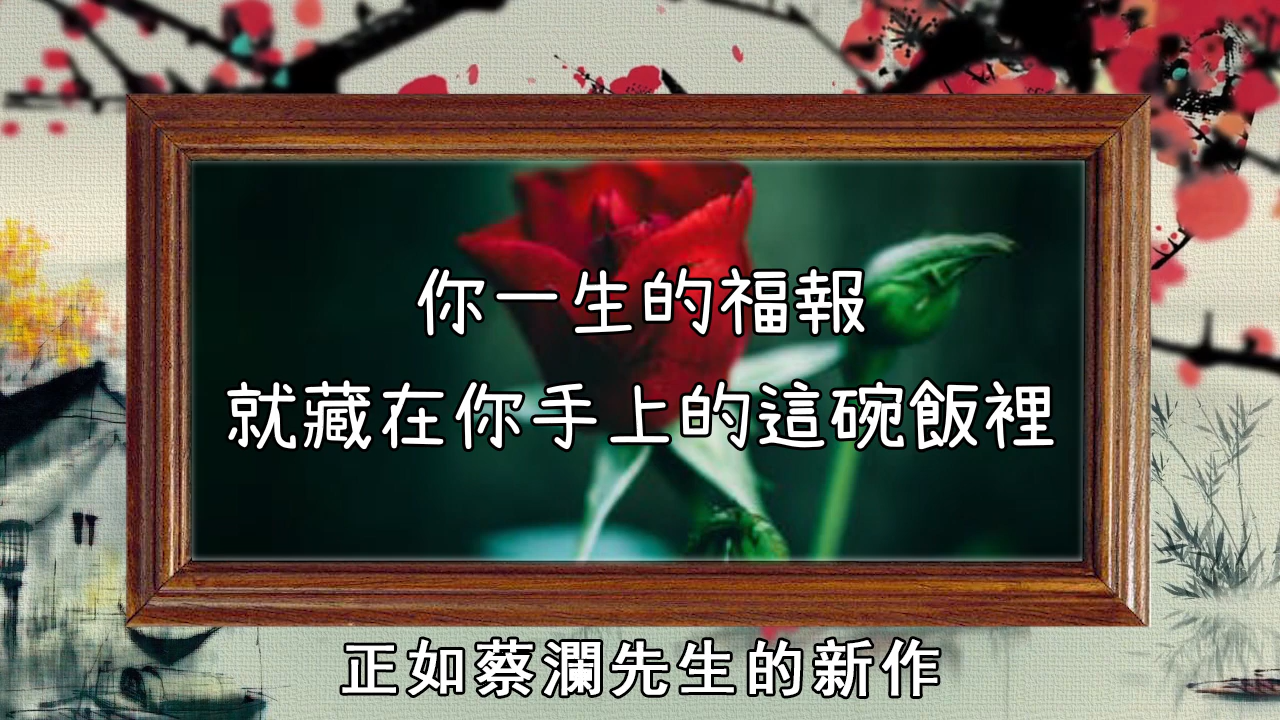 你一生的福報
就藏在你手上的這碗飯裡
正如蔡瀾先生的新作